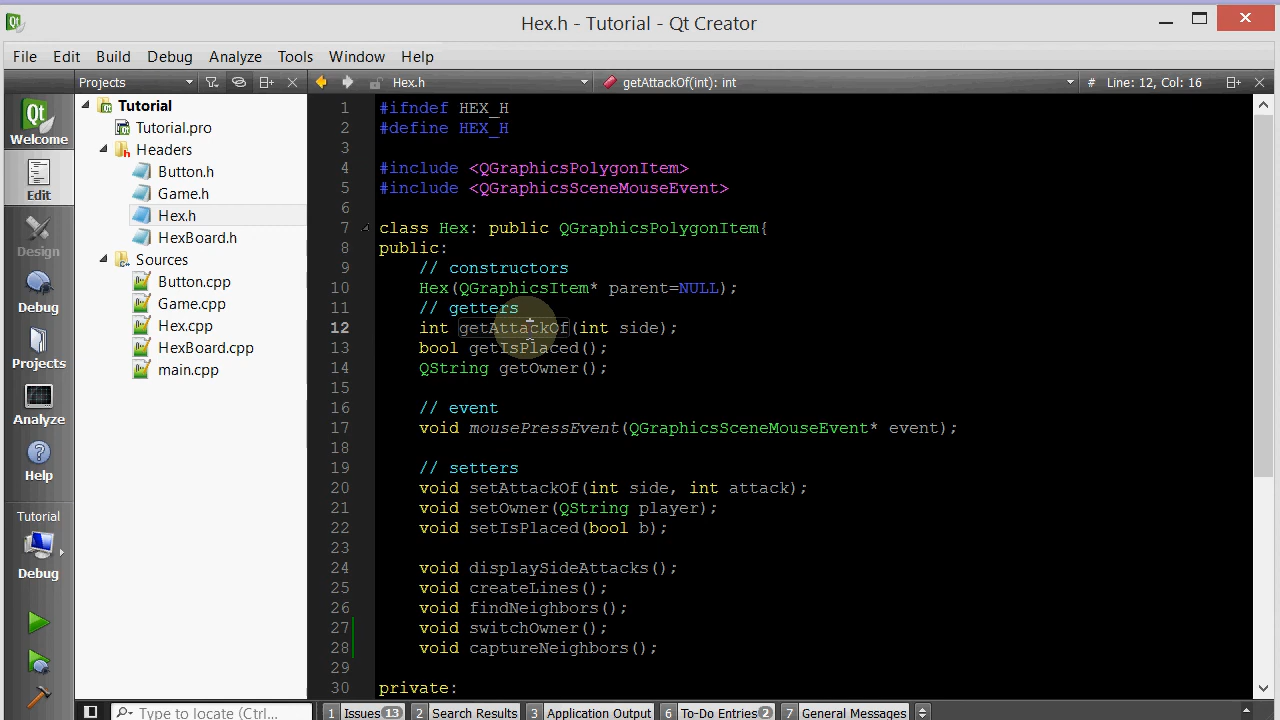 Hex.h - Tutorial - Qt Creator
File Edit Build Debug Analyze Tools Window Help
Projects
Hex.h
getAttackOf(int): int
# Line: 12, Col: 16
Welcome
Edit
Design
Debug
Projects
Analyze
Help
Tutorial
Debug
Tutorial
Tutorial.pro
Headers
Button.h
Game.h
Hex.h
HexBoard.h
Sources
Button.cpp
Game.cpp
Hex.cpp
HexBoard.cpp
main.cpp
1 #ifndef HEX_H
2 #define HEX_H
3
4 #include <QGraphicsPolygonItem>
5 #include <QGraphicsSceneMouseEvent>
6
7 class Hex: public QGraphicsPolygonItem{
8 public:
9 // constructors
10 Hex(QGraphicsItem* parent=NULL);
11 // getters
12 int getAttackOf(int side);
13 bool getIsPlaced();
14 QString getOwner();
15
16 // event
17 void mousePressEvent(QGraphicsSceneMouseEvent* event);
18
19 // setters
20 void setAttackOf(int side, int attack);
21 void setOwner(QString player);
22 void setIsPlaced(bool b);
23
24 void displaySideAttacks();
25 void createLines();
26 void findNeighbors();
27 void switchOwner();
28 void captureNeighbors();
29
30 private:
Type to locate (Ctrl...
1 Issues 13 2 Search Results 3 Application Output 6 To-Do Entries 2 7 General Messages